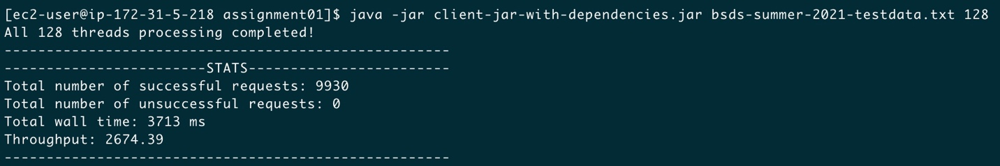 [ec2-user@ip-172-31-5-218 assignment01]$ java -jar client-jar-with-dependencies.jar bsds-summer-2021-testdata.txt 128
All 128 threads processing completed!
-----------------------------------------------------
------------------------STATS------------------------
Total number of successful requests: 9930
Total number of unsuccessful requests: 0
Total wall time: 3713 ms
Throughput: 2674.39
-----------------------------------------------------